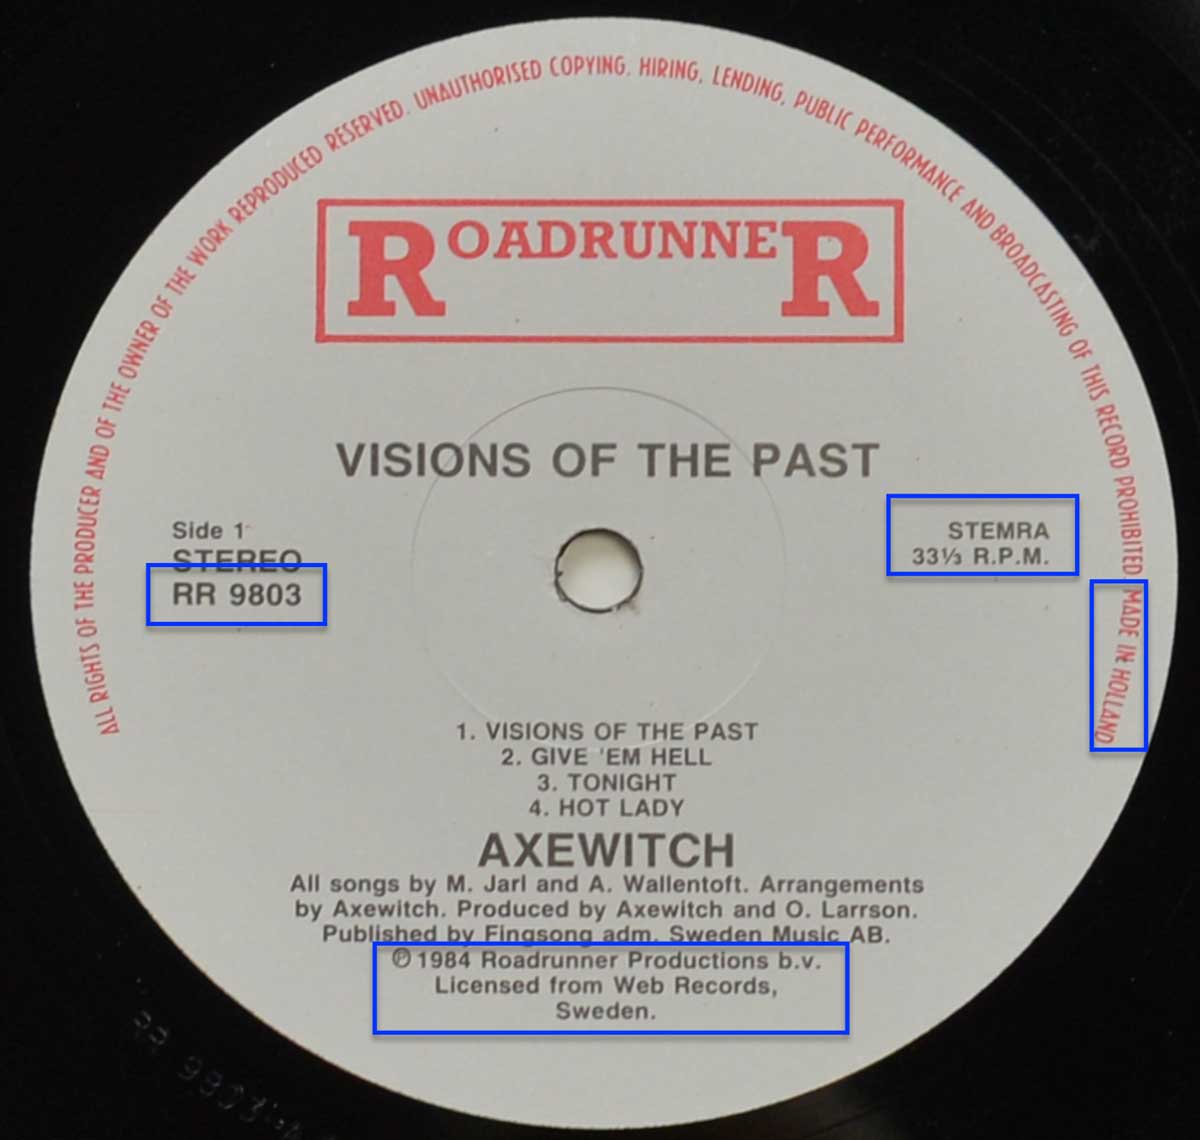 ALL RIGHTS OF THE PRODUCER AND OF THE OWNER OF THE WORK REPRODUCED RESERVED. UNAUTHORISED COPYING, HIRING, LENDING, PUBLIC PERFORMANCE AND BROADCASTING OF THIS RECORD PROHIBITED. MADE IN HOLLAND
ROADRUNNER
VISIONS OF THE PAST
Side 1
STEREO
RR 9803
STEMRA
33⅓ R.P.M.
1. VISIONS OF THE PAST
2. GIVE 'EM HELL
3. TONIGHT
4. HOT LADY
AXEWITCH
All songs by M. Jarl and A. Wallentoft. Arrangements
by Axewitch. Produced by Axewitch and O. Larrson.
Published by Fingsong adm. Sweden Music AB.
℗ 1984 Roadrunner Productions b.v.
Licensed from Web Records,
Sweden.
RR 9803